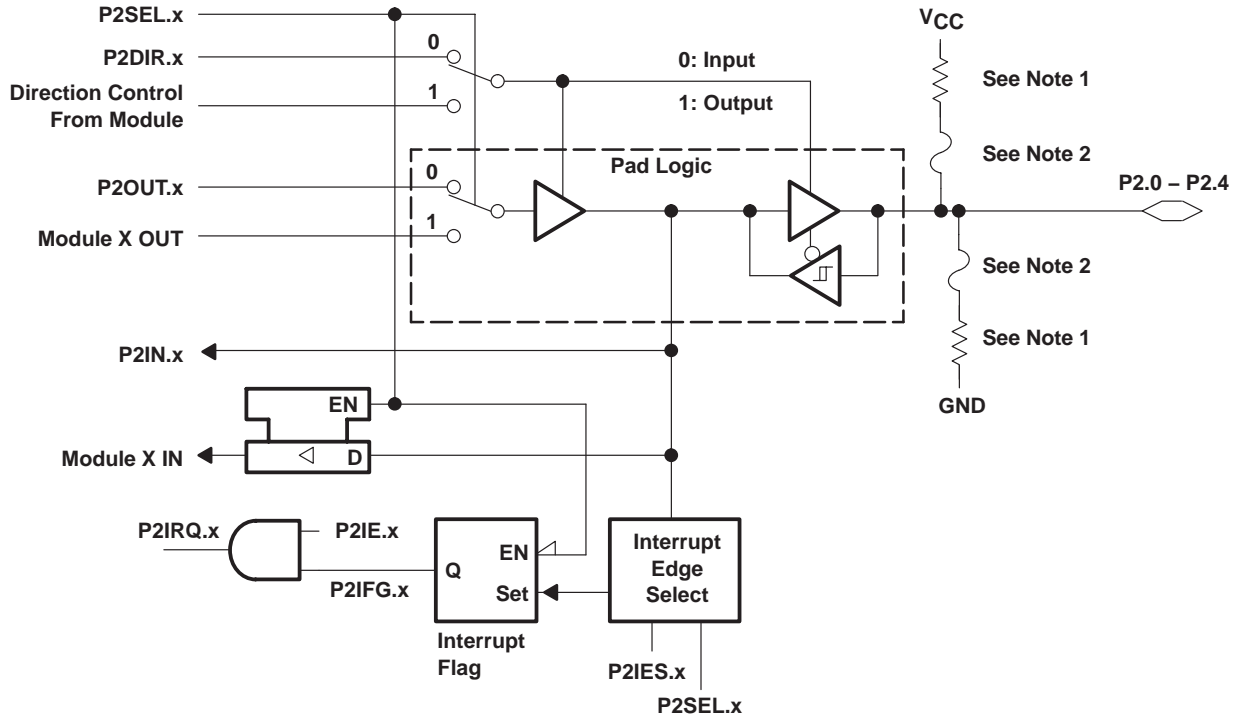 P2SEL.x
P2DIR.x
Direction Control
From Module
0
1
0: Input
1: Output
Pad Logic
P2OUT.x
Module X OUT
0
1
VCC
See Note 1
See Note 2
P2.0 – P2.4
See Note 2
See Note 1
GND
P2IN.x
EN
Module X IN
D
P2IRQ.x
P2IE.x
P2IFG.x
Q
EN
Set
Interrupt
Flag
Interrupt
Edge
Select
P2IES.x
P2SEL.x